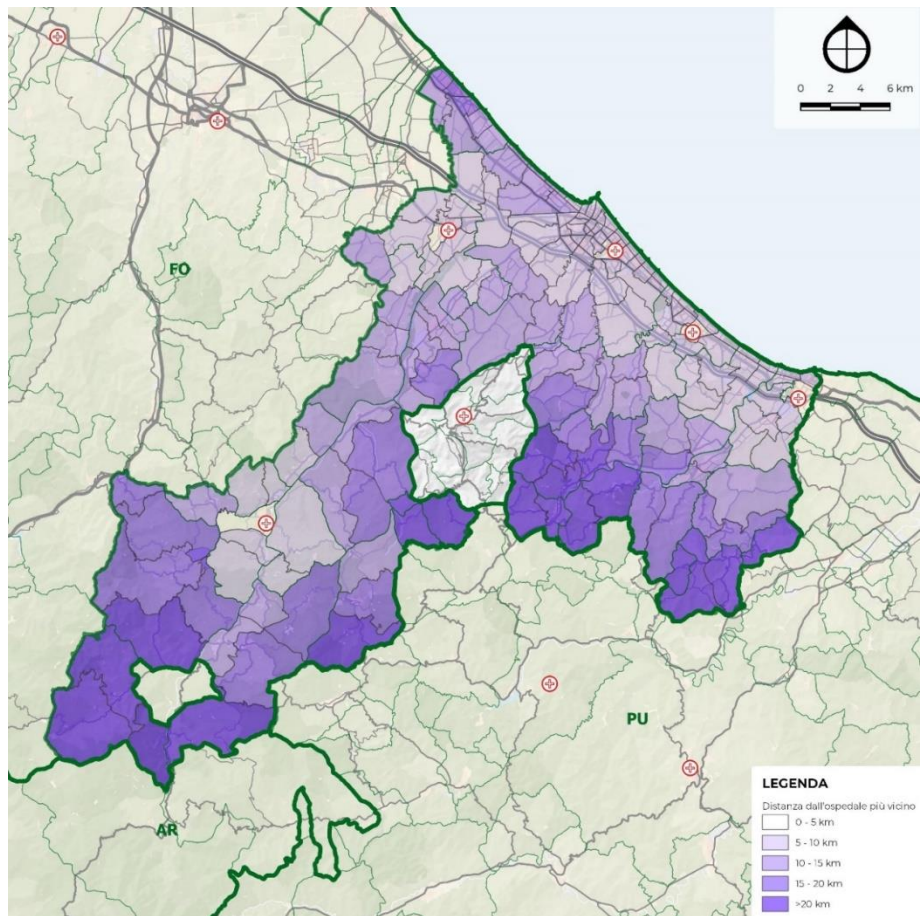 0 2 4 6 km
FO
PU
AR
LEGENDA
Distanza dall'ospedale più vicino
0 - 5 km
5 - 10 km
10 - 15 km
15 - 20 km
>20 km